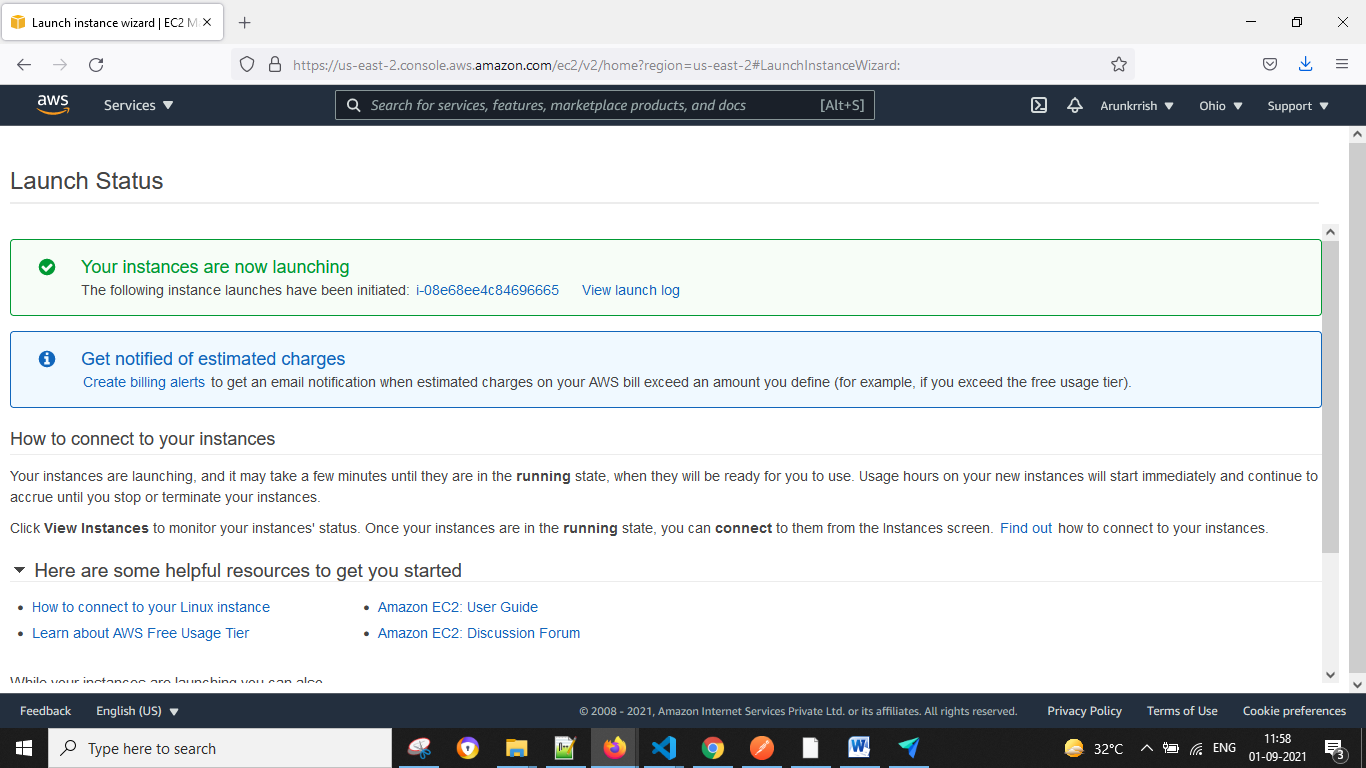 Launch instance wizard | EC2 M
https://us-east-2.console.aws.amazon.com/ec2/v2/home?region=us-east-2#LaunchInstanceWizard:
aws Services Search for services, features, marketplace products, and docs [Alt+S] Arunkrrish Ohio Support
Launch Status
Your instances are now launching
The following instance launches have been initiated: i-08e68ee4c84696665 View launch log
Get notified of estimated charges
Create billing alerts to get an email notification when estimated charges on your AWS bill exceed an amount you define (for example, if you exceed the free usage tier).
How to connect to your instances
Your instances are launching, and it may take a few minutes until they are in the running state, when they will be ready for you to use. Usage hours on your new instances will start immediately and continue to
accrue until you stop or terminate your instances.
Click View Instances to monitor your instances' status. Once your instances are in the running state, you can connect to them from the Instances screen. Find out how to connect to your instances.
Here are some helpful resources to get you started
How to connect to your Linux instance Amazon EC2: User Guide
Learn about AWS Free Usage Tier Amazon EC2: Discussion Forum
While your instances are launching you can also
Feedback English (US) © 2008 - 2021, Amazon Internet Services Private Ltd. or its affiliates. All rights reserved. Privacy Policy Terms of Use Cookie preferences
Type here to search 32°C ENG 11:58
01-09-2021 3